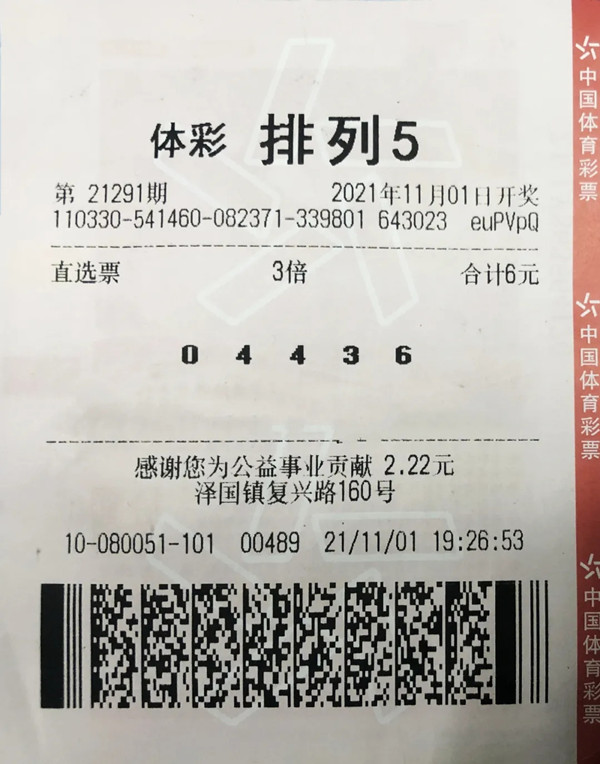 体彩 排列5
第 21291期 2021年11月01日开奖
110330-541460-082371-339801 643023 euPVpQ
直选票 3倍 合计6元
0 4 4 3 6
感谢您为公益事业贡献 2.22元
泽国镇复兴路160号
10-080051-101 00489 21/11/01 19:26:53
中国体育彩票
中国体育彩票
中国体育彩票